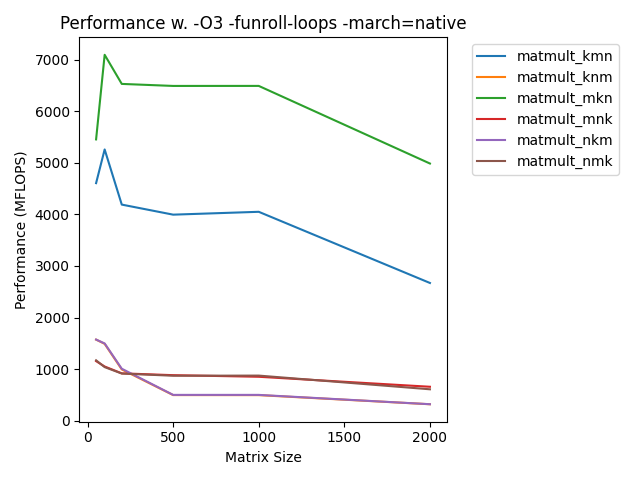 Performance w. -O3 -funroll-loops -march=native
Performance (MFLOPS)
7000
6000
5000
4000
3000
2000
1000
0
0
500
1000
1500
2000
Matrix Size
matmult_kmn
matmult_knm
matmult_mkn
matmult_mnk
matmult_nkm
matmult_nmk